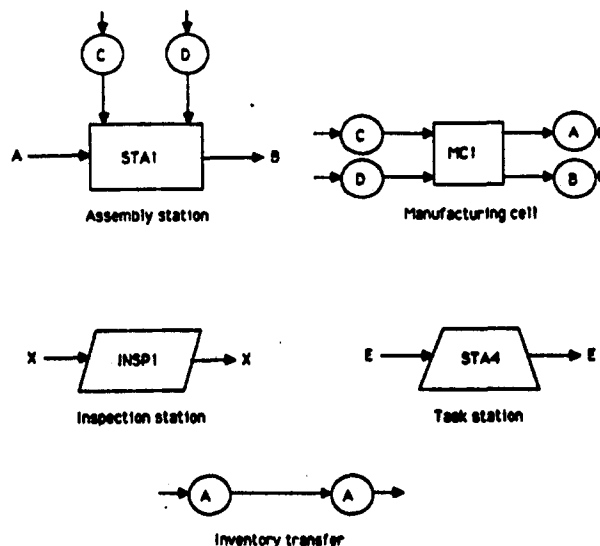 C D
A STA1 B
Assembly station
C MC1 A
D B
Manufacturing cell
X INSP1 X
Inspection station
E STA4 E
Task station
A A
Inventory transfer